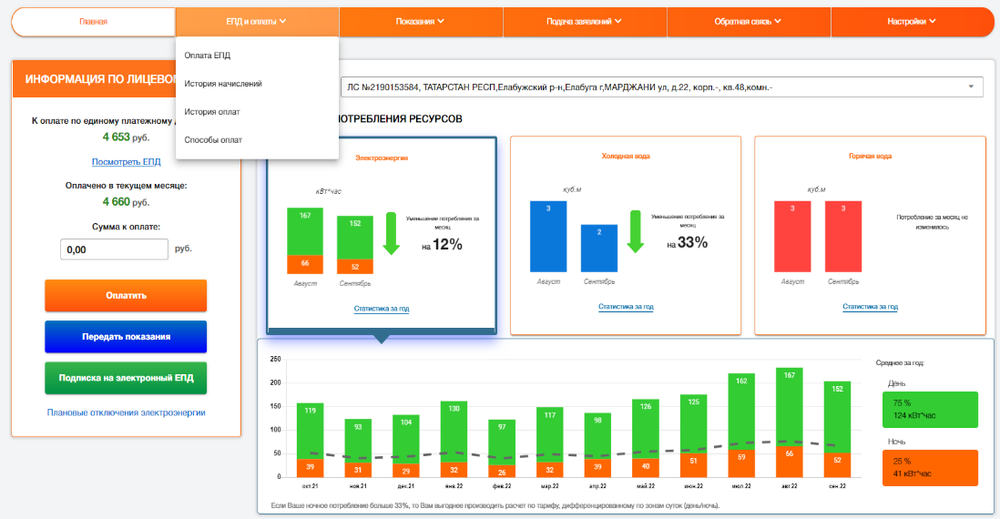 Главная
ЕПД и оплаты
Показания
Подача заявлений
Обратная связь
Настройки
Оплата ЕПД
История начислений
История оплат
Способы оплат
ИНФОРМАЦИЯ ПО ЛИЦЕВО
К оплате по единому платежному
4 653 руб.
Посмотреть ЕПД
Оплачено в текущем месяце:
4 660 руб.
Сумма к оплате:
0,00 руб.
Оплатить
Передать показания
Подписка на электронный ЕПД
Плановые отключения электроэнергии
ЛС №2190153584, ТАТАРСТАН РЕСП,Елабужский р-н,Елабуга г,МАРДЖАНИ ул, д.22, корп.-, кв.48,комн.-
ПОТРЕБЛЕНИЯ РЕСУРСОВ
Электроэнергия
кВт*час
167
152
66
52
Август
Сентябрь
Уменьшение потребления за
месяц
на 12%
Статистика за год
Холодная вода
куб.м
3
2
Август
Сентябрь
Уменьшение потребления за
месяц
на 33%
Статистика за год
Горячая вода
куб.м
3
3
Август
Сентябрь
Потребление за месяц не
изменилось
Статистика за год
250
200
150
100
50
0
119
93
104
130
97
117
98
126
125
162
167
152
39
31
29
32
26
32
39
40
51
59
66
52
окт.21
ноя.21
дек.21
янв.22
фев.22
мар.22
апр.22
май.22
июн.22
июл.22
авг.22
сен.22
Среднее за год:
День
75 %
124 кВт*час
Ночь
25 %
41 кВт*час
Если Ваше ночное потребление больше 33%, то Вам выгоднее производить расчет по тарифу, дифференцированному по зонам суток (день/ночь).